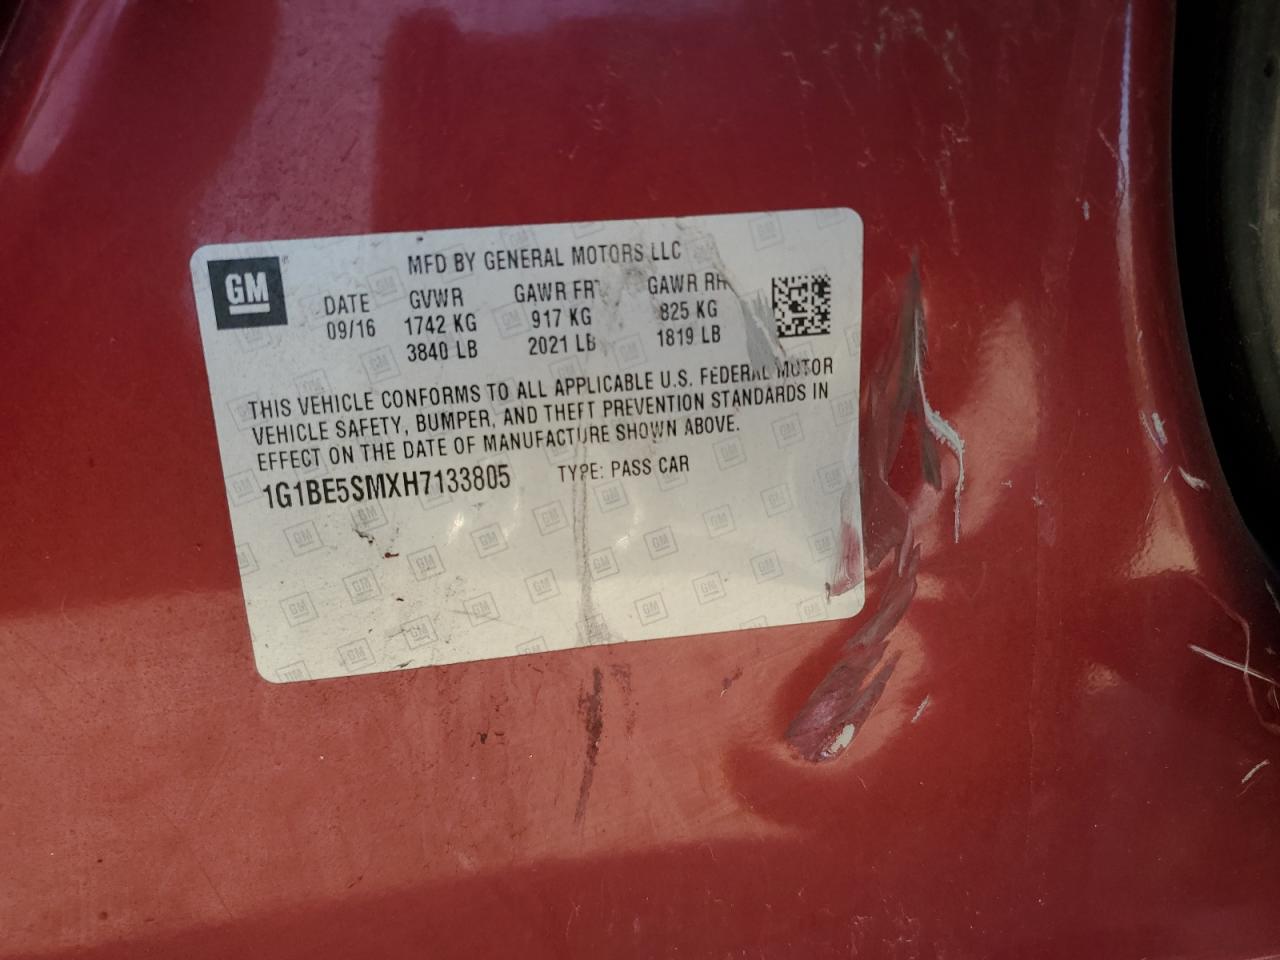 GM
MFD BY GENERAL MOTORS LLC
DATE GVWR GAWR FRT GAWR RR
09/16 1742 KG 917 KG 825 KG
3840 LB 2021 LB 1819 LB
THIS VEHICLE CONFORMS TO ALL APPLICABLE U.S. FEDERAL MOTOR
VEHICLE SAFETY, BUMPER, AND THEFT PREVENTION STANDARDS IN
EFFECT ON THE DATE OF MANUFACTURE SHOWN ABOVE.
1G1BE5SMXH7133805 TYPE: PASS CAR